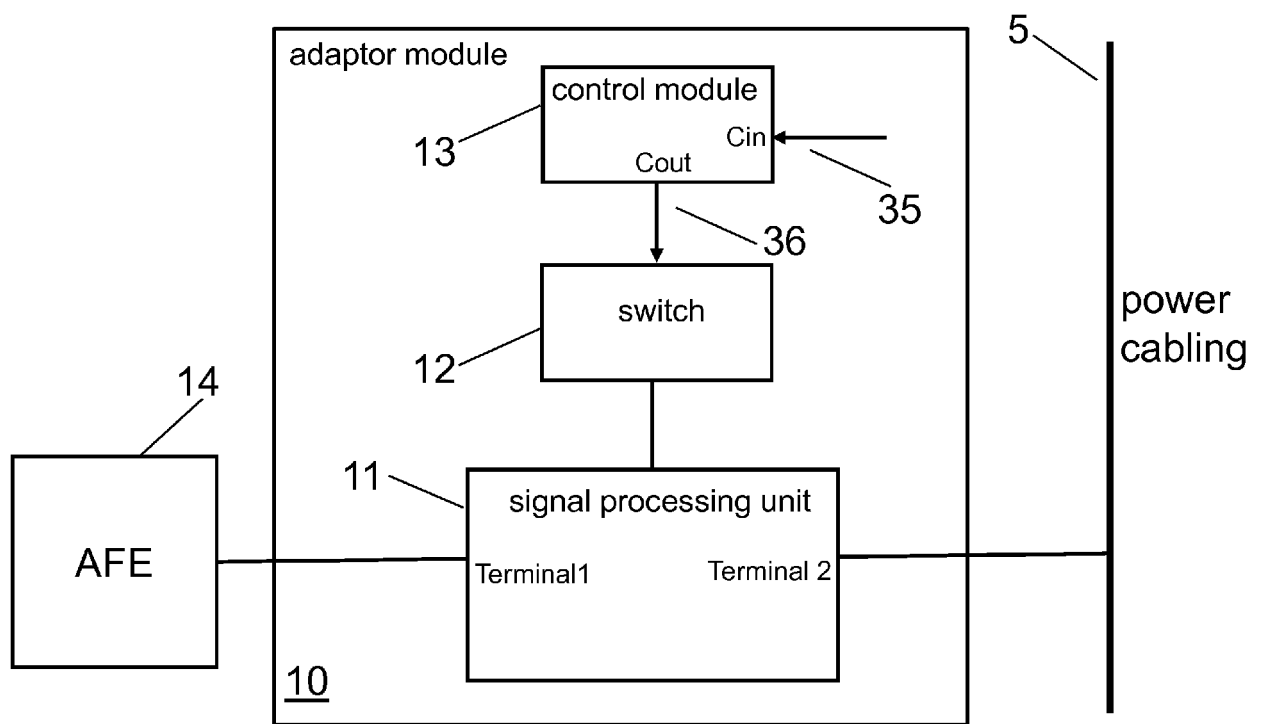 5
adaptor module
control module
13
Cin
Cout
35
36
switch
power
cabling
12
14
11
signal processing unit
AFE
Terminal1
Terminal 2
10